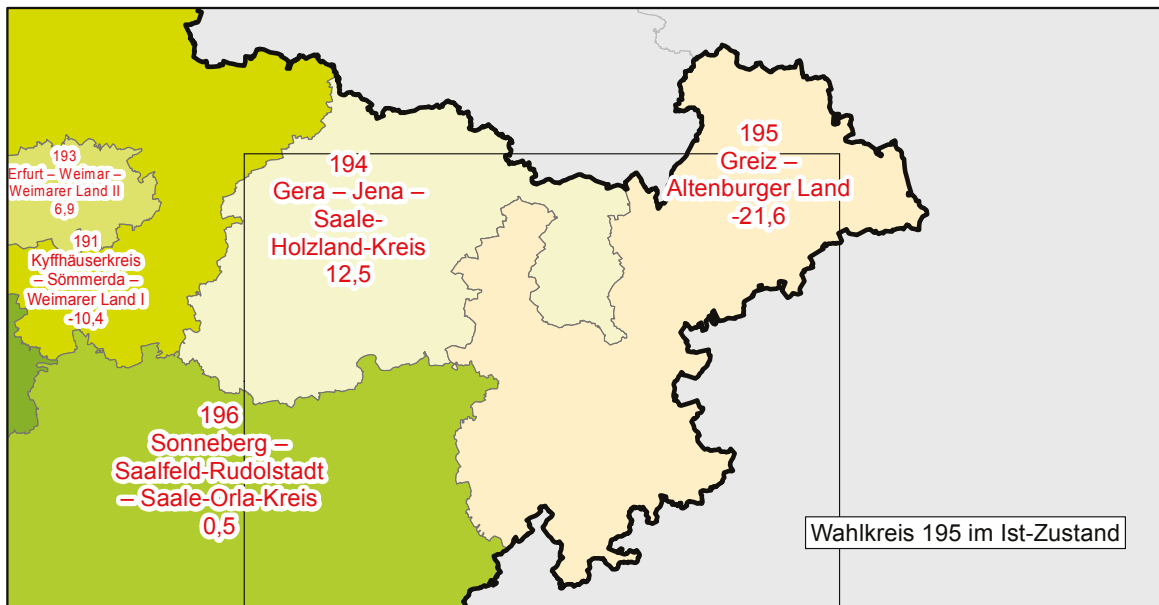 193
Erfurt – Weimar –
Weimarer Land II
6,9
191
Kyffhäuserkreis
– Sömmerda –
Weimarer Land I
-10,4
194
Gera – Jena –
Saale-
Holzland-Kreis
12,5
195
Greiz –
Altenburger Land
-21,6
196
Sonneberg –
Saalfeld-Rudolstadt
– Saale-Orla-Kreis
0,5
Wahlkreis 195 im Ist-Zustand